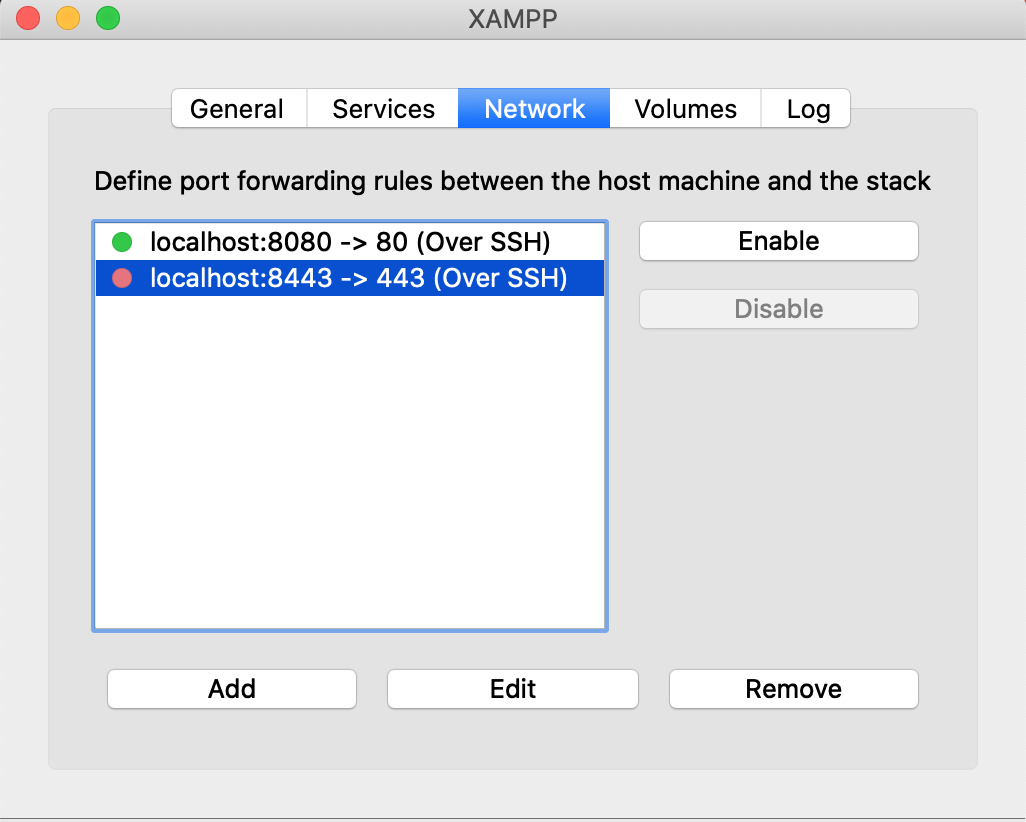 XAMPP
General Services Network Volumes Log
Define port forwarding rules between the host machine and the stack
localhost:8080 -> 80 (Over SSH)
localhost:8443 -> 443 (Over SSH)
Enable
Disable
Add Edit Remove